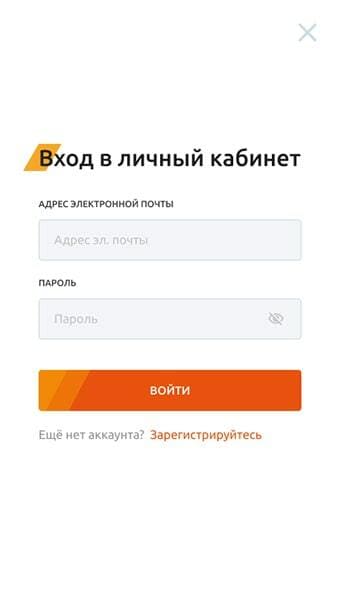 Вход в личный кабинет
АДРЕС ЭЛЕКТРОННОЙ ПОЧТЫ
Адрес эл. почты
ПАРОЛЬ
Пароль
ВОЙТИ
Ещё нет аккаунта? Зарегистрируйтесь